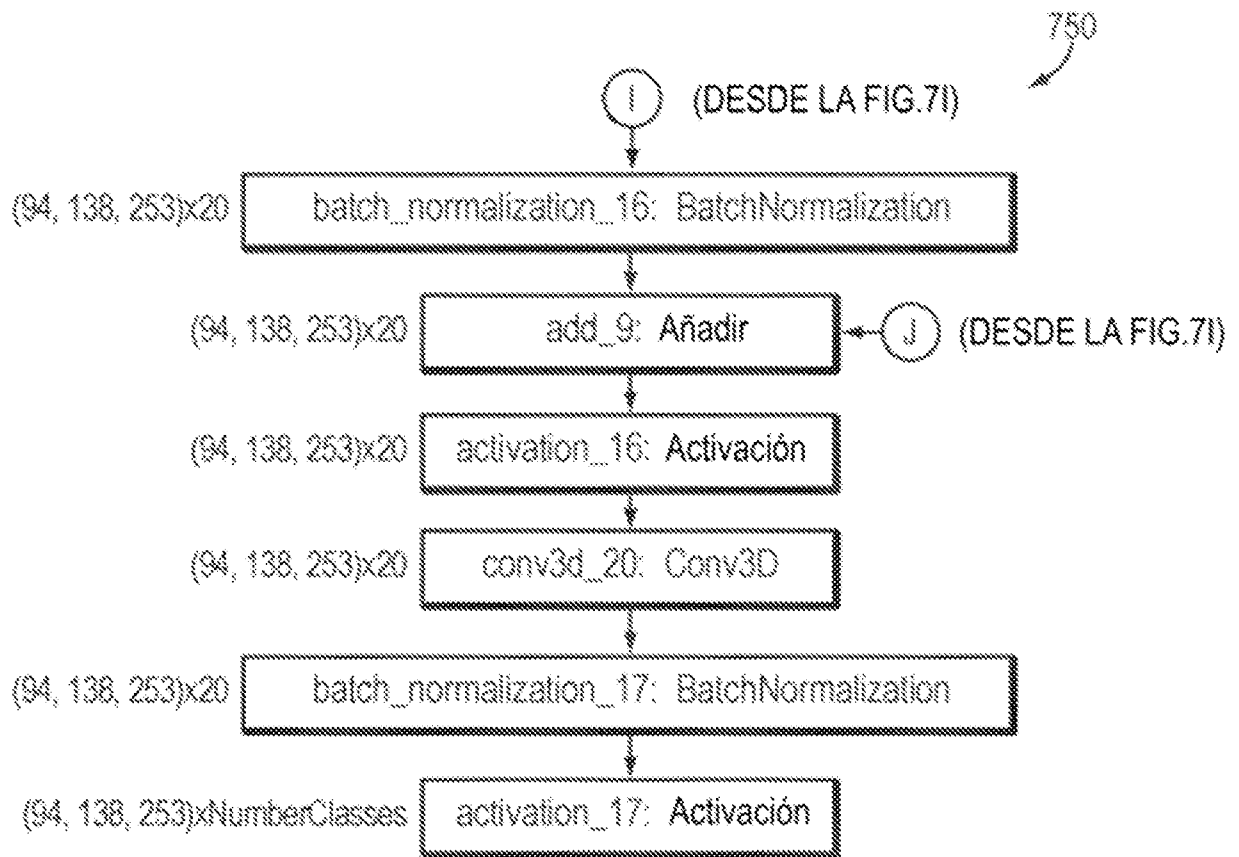 750
I (DESDE LA FIG.7I)
(94, 138, 253)x20 batch_normalization_16: BatchNormalization
(94, 138, 253)x20 add_9: Añadir J (DESDE LA FIG.7I)
(94, 138, 253)x20 activation_16: Activación
(94, 138, 253)x20 conv3d_20: Conv3D
(94, 138, 253)x20 batch_normalization_17: BatchNormalization
(94, 138, 253)xNumberClasses activation_17: Activación